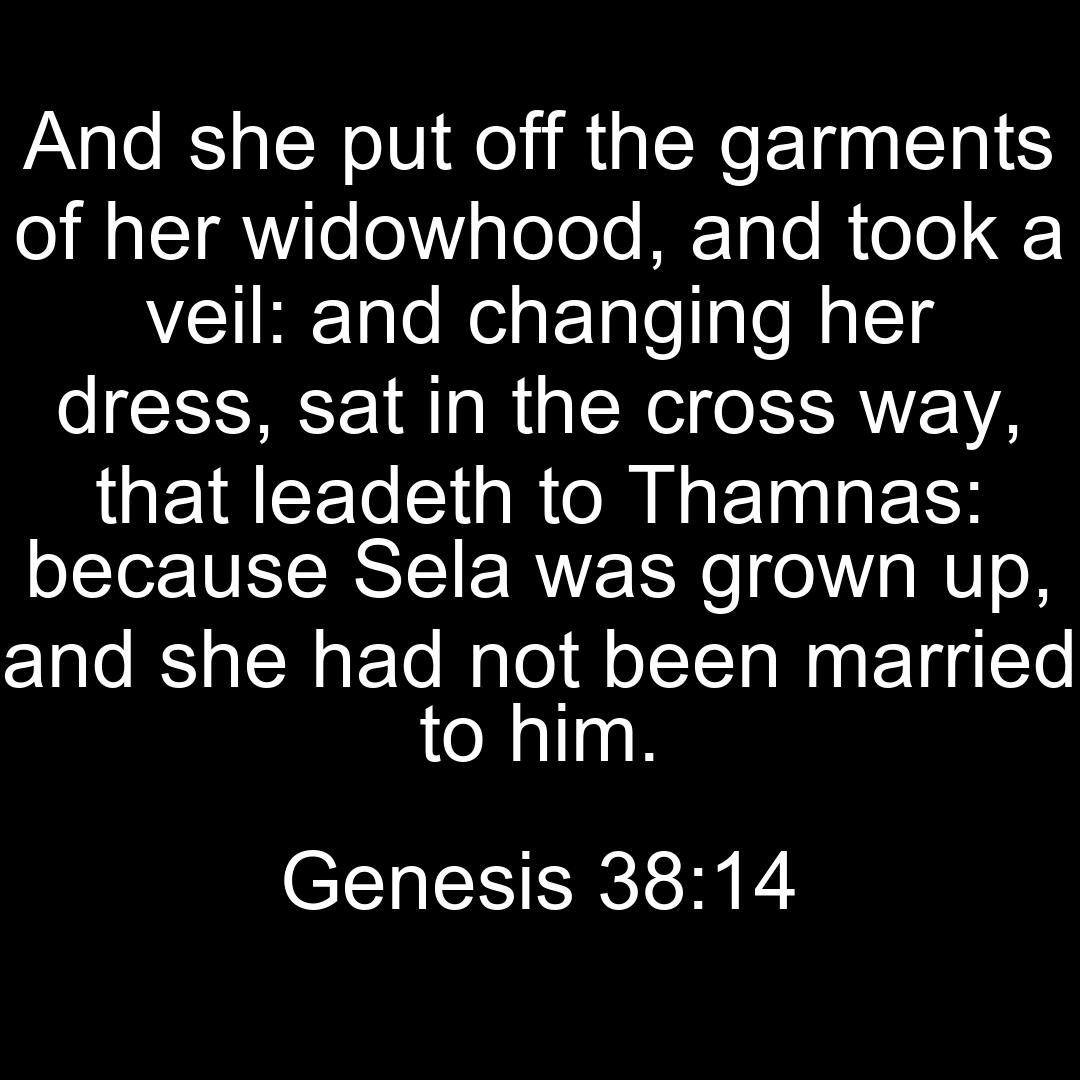 And she put off the garments
of her widowhood, and took a
veil: and changing her
dress, sat in the cross way,
that leadeth to Thamnas:
because Sela was grown up,
and she had not been married
to him.
Genesis 38:14